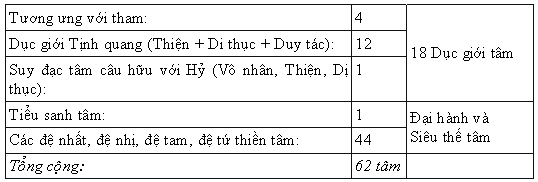 Tương ưng với tham: 4
Dục giới Tịnh quang (Thiện + Di thục + Duy tác): 12
18 Dục giới tâm
Suy đạc tâm câu hữu với Hỷ (Vô nhân, Thiện, Dị thục): 1
Tiểu sanh tâm: 1
Đại hành và Siêu thế tâm
Các đệ nhất, đệ nhị, đệ tam, đệ tứ thiền tâm: 44
Tổng cộng: 62 tâm